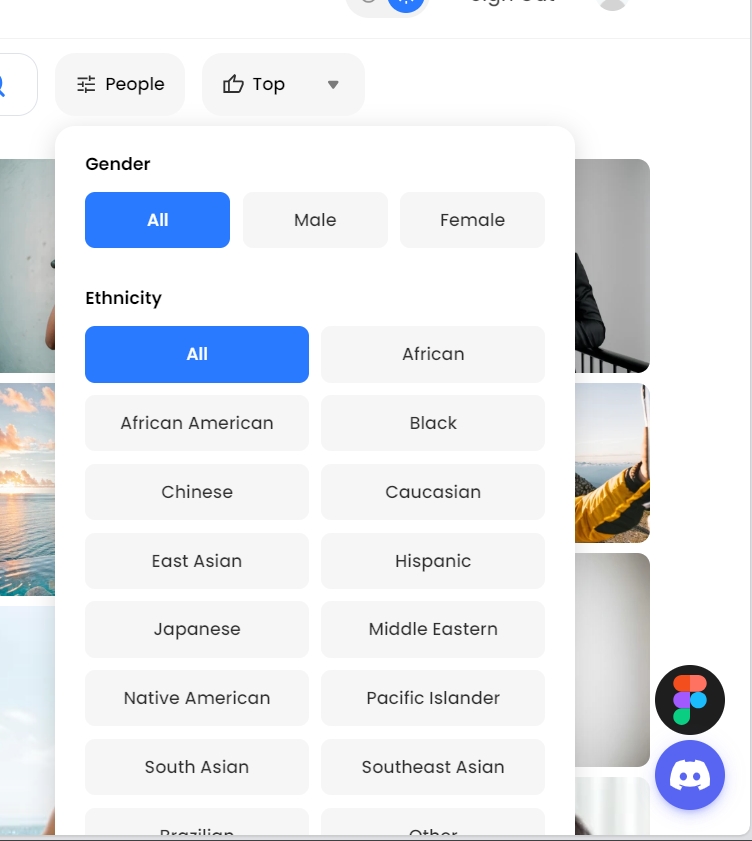 Sign Out
People
Top
Gender
All
Male
Female
Ethnicity
All
African
African American
Black
Chinese
Caucasian
East Asian
Hispanic
Japanese
Middle Eastern
Native American
Pacific Islander
South Asian
Southeast Asian
Brazilian
Other